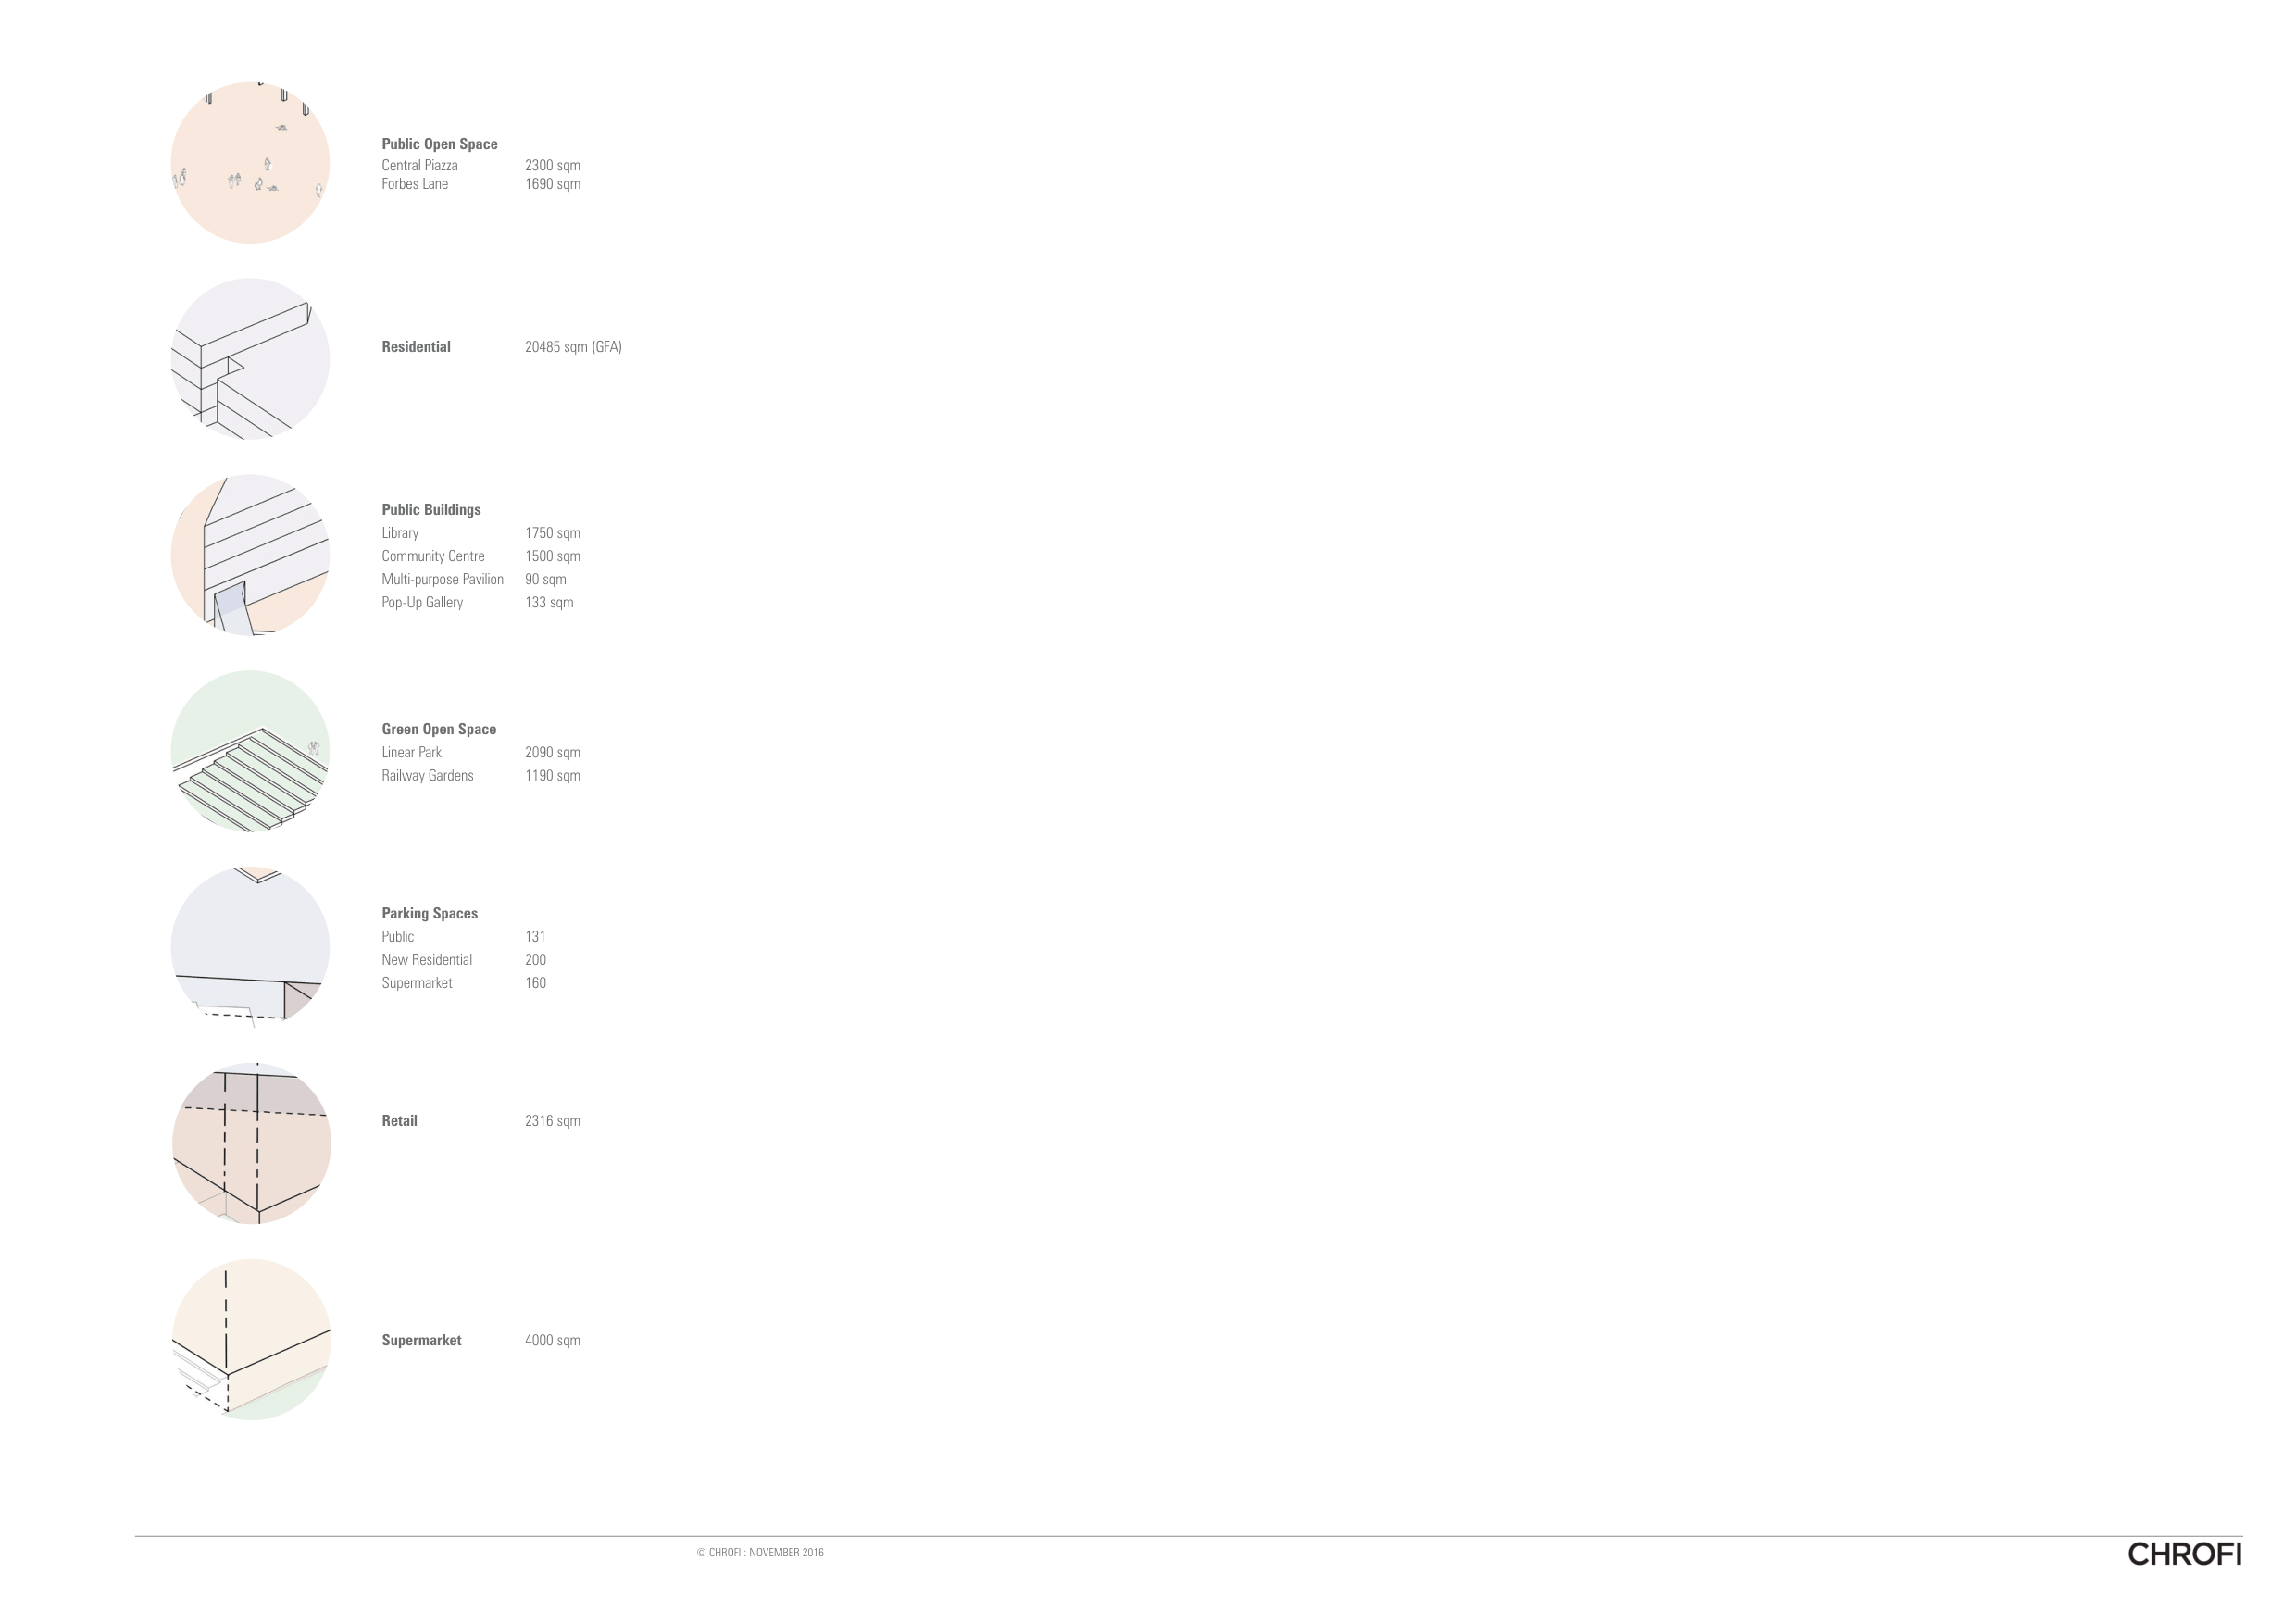 Public Open Space
Central Piazza 2300 sqm
Forbes Lane 1690 sqm
Residential 20485 sqm (GFA)
Public Buildings
Library 1750 sqm
Community Centre 1500 sqm
Multi-purpose Pavilion 90 sqm
Pop-Up Gallery 133 sqm
Green Open Space
Linear Park 2090 sqm
Railway Gardens 1190 sqm
Parking Spaces
Public 131
New Residential 200
Supermarket 160
Retail 2316 sqm
Supermarket 4000 sqm
© CHROFI : NOVEMBER 2016
CHROFI